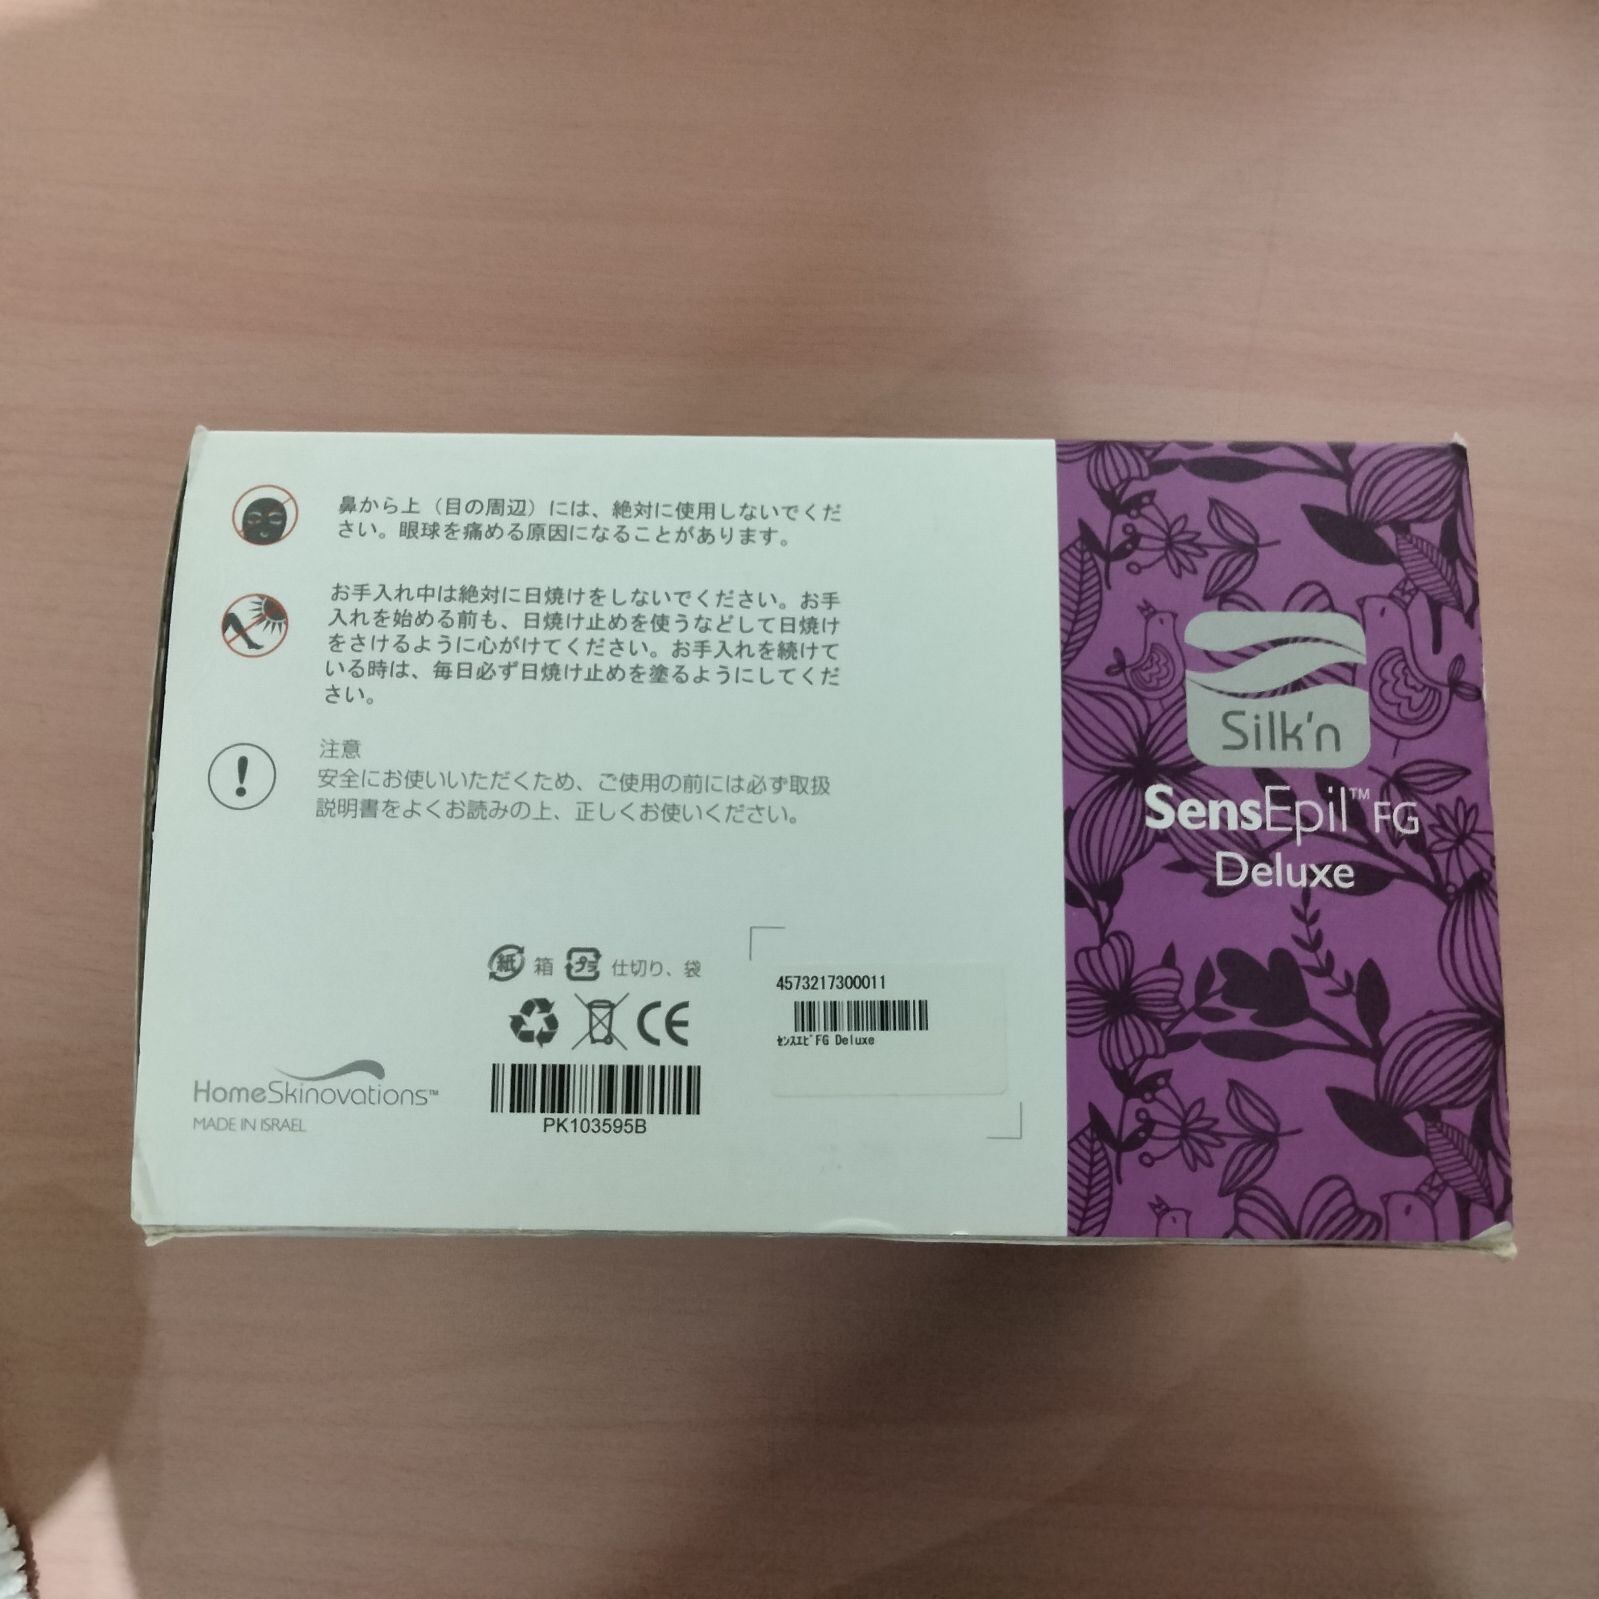 鼻から上（目の周辺）には、絶対に使用しないでくだ
さい。眼球を痛める原因になることがあります。
お手入れ中は絶対に日焼けをしないでください。お手
入れを始める前も、日焼け止めを使うなどして日焼け
をさけるように心がけてください。お手入れを続けて
いる時は、毎日必ず日焼け止めを塗るようにしてくだ
さい。
注意
安全にお使いいただくため、ご使用の前には必ず取扱
説明書をよくお読みの上、正しくお使いください。
紙 箱 プラ 仕切り、袋
CE
HomeSkinovations™
MADE IN ISRAEL
PK103595B
4573217300011
ｾﾝｽｴﾋﾟFG Deluxe
Silk'n
SensEpil™ FG
Deluxe